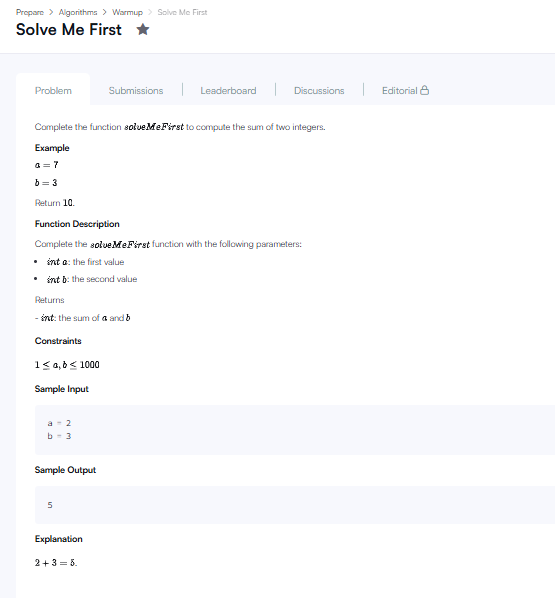 Prepare > Algorithms > Warmup > Solve Me First
Solve Me First ★
Problem Submissions Leaderboard Discussions Editorial
Complete the function solveMeFirst to compute the sum of two integers.
Example
a = 7
b = 3
Return 10.
Function Description
Complete the solveMeFirst function with the following parameters:
• int a: the first value
• int b: the second value
Returns
- int: the sum of a and b
Constraints
1 ≤ a, b ≤ 1000
Sample Input
a = 2
b = 3
Sample Output
5
Explanation
2 + 3 = 5.